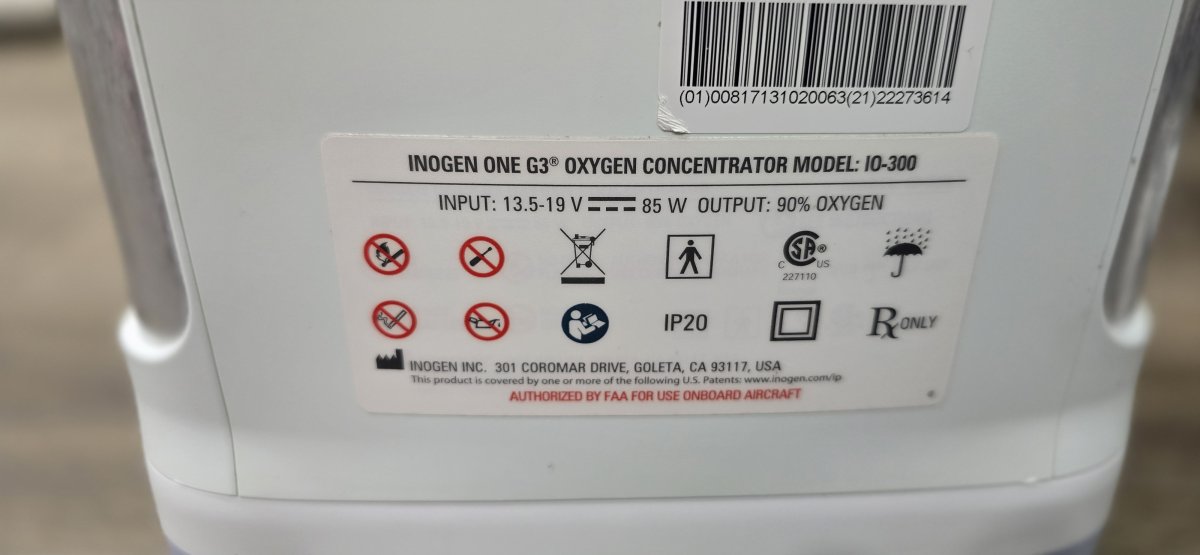 (01)00817131020063(21)22273614
INOGEN ONE G3® OXYGEN CONCENTRATOR MODEL: IO-300
INPUT: 13.5-19 V 85 W OUTPUT: 90% OXYGEN
CSA®
C US
227110
IP20
Rx ONLY
INOGEN INC. 301 COROMAR DRIVE, GOLETA, CA 93117, USA
This product is covered by one or more of the following U.S. Patents: www.inogen.com/ip
AUTHORIZED BY FAA FOR USE ONBOARD AIRCRAFT